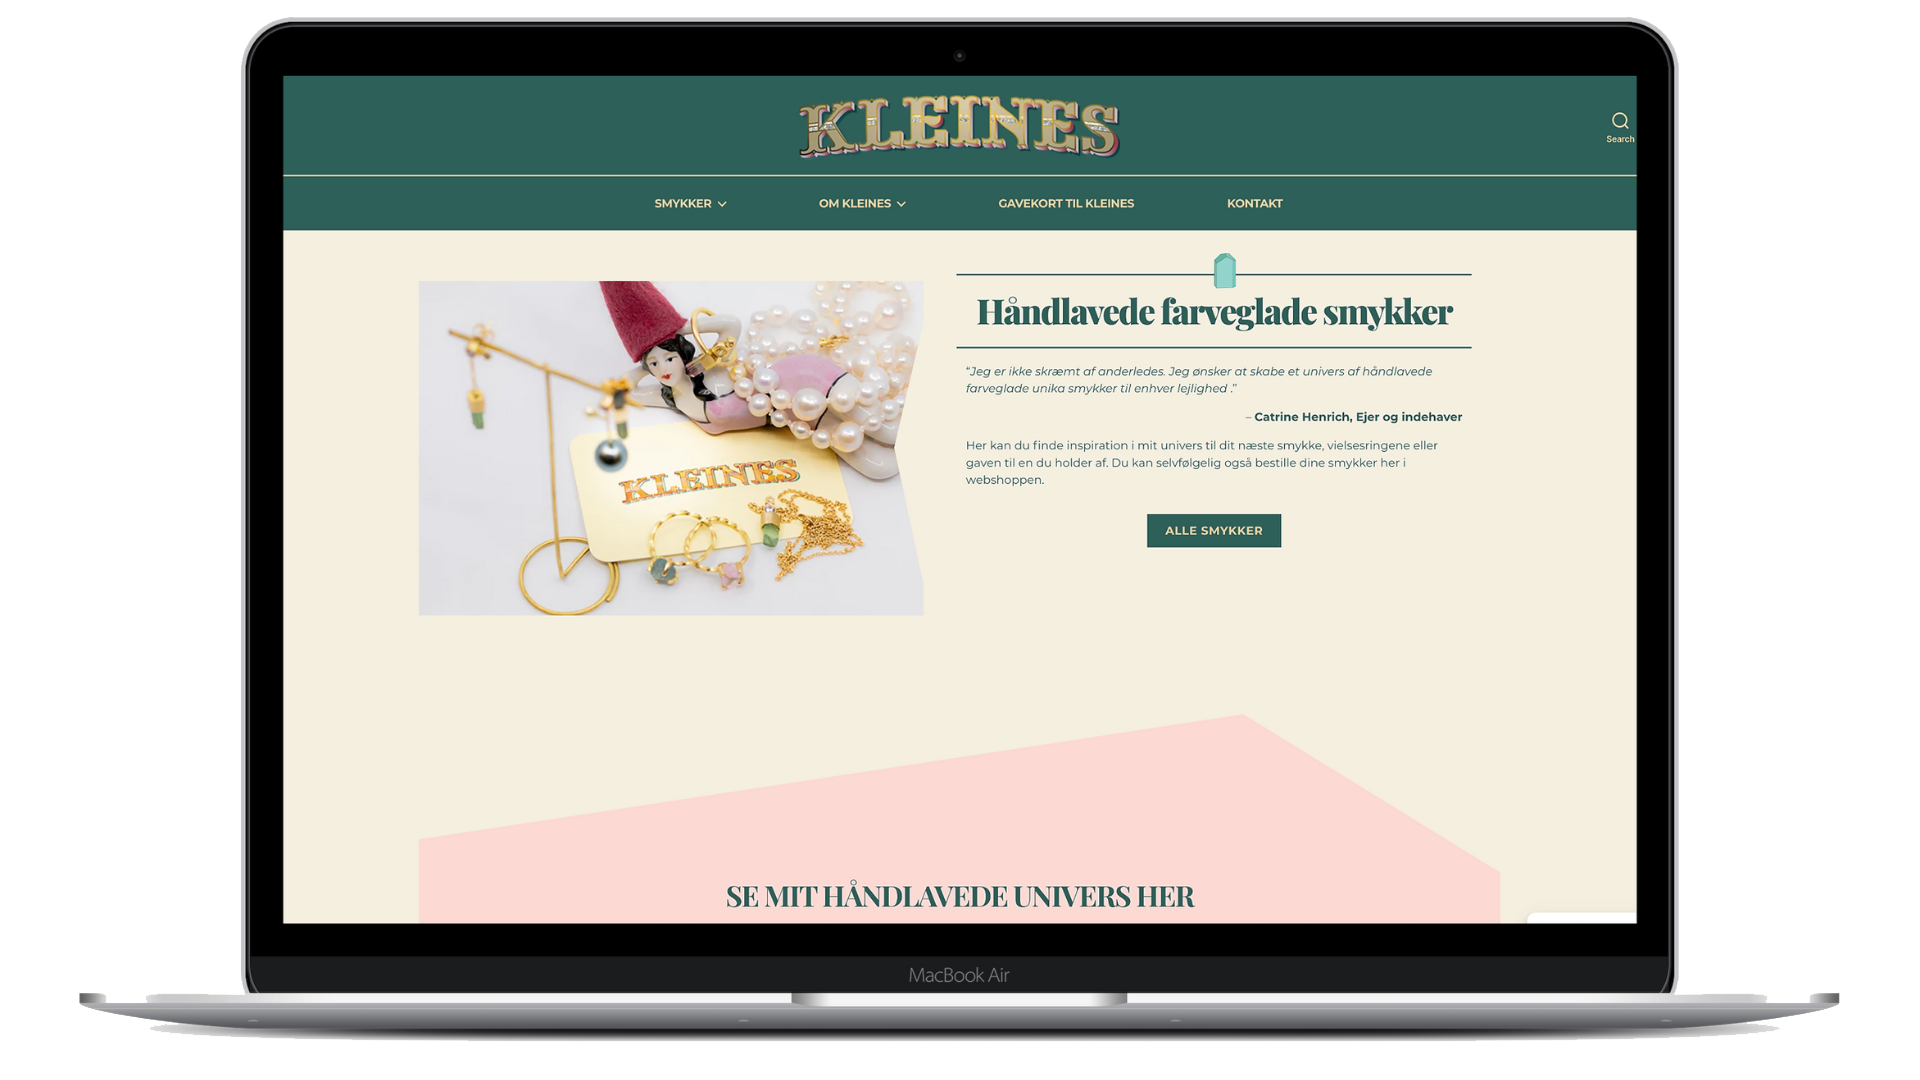 KLEINES
Search
SMYKKER
OM KLEINES
GAVEKORT TIL KLEINES
KONTAKT
Håndlavede farveglade smykker
“Jeg er ikke skræmt af anderledes. Jeg ønsker at skabe et univers af håndlavede
farveglade unika smykker til enhver lejlighed .”
– Catrine Henrich, Ejer og indehaver
Her kan du finde inspiration i mit univers til dit næste smykke, vielsesringene eller
gaven til en du holder af. Du kan selvfølgelig også bestille dine smykker her i
webshoppen.
ALLE SMYKKER
KLEINES
SE MIT HÅNDLAVEDE UNIVERS HER
MacBook Air